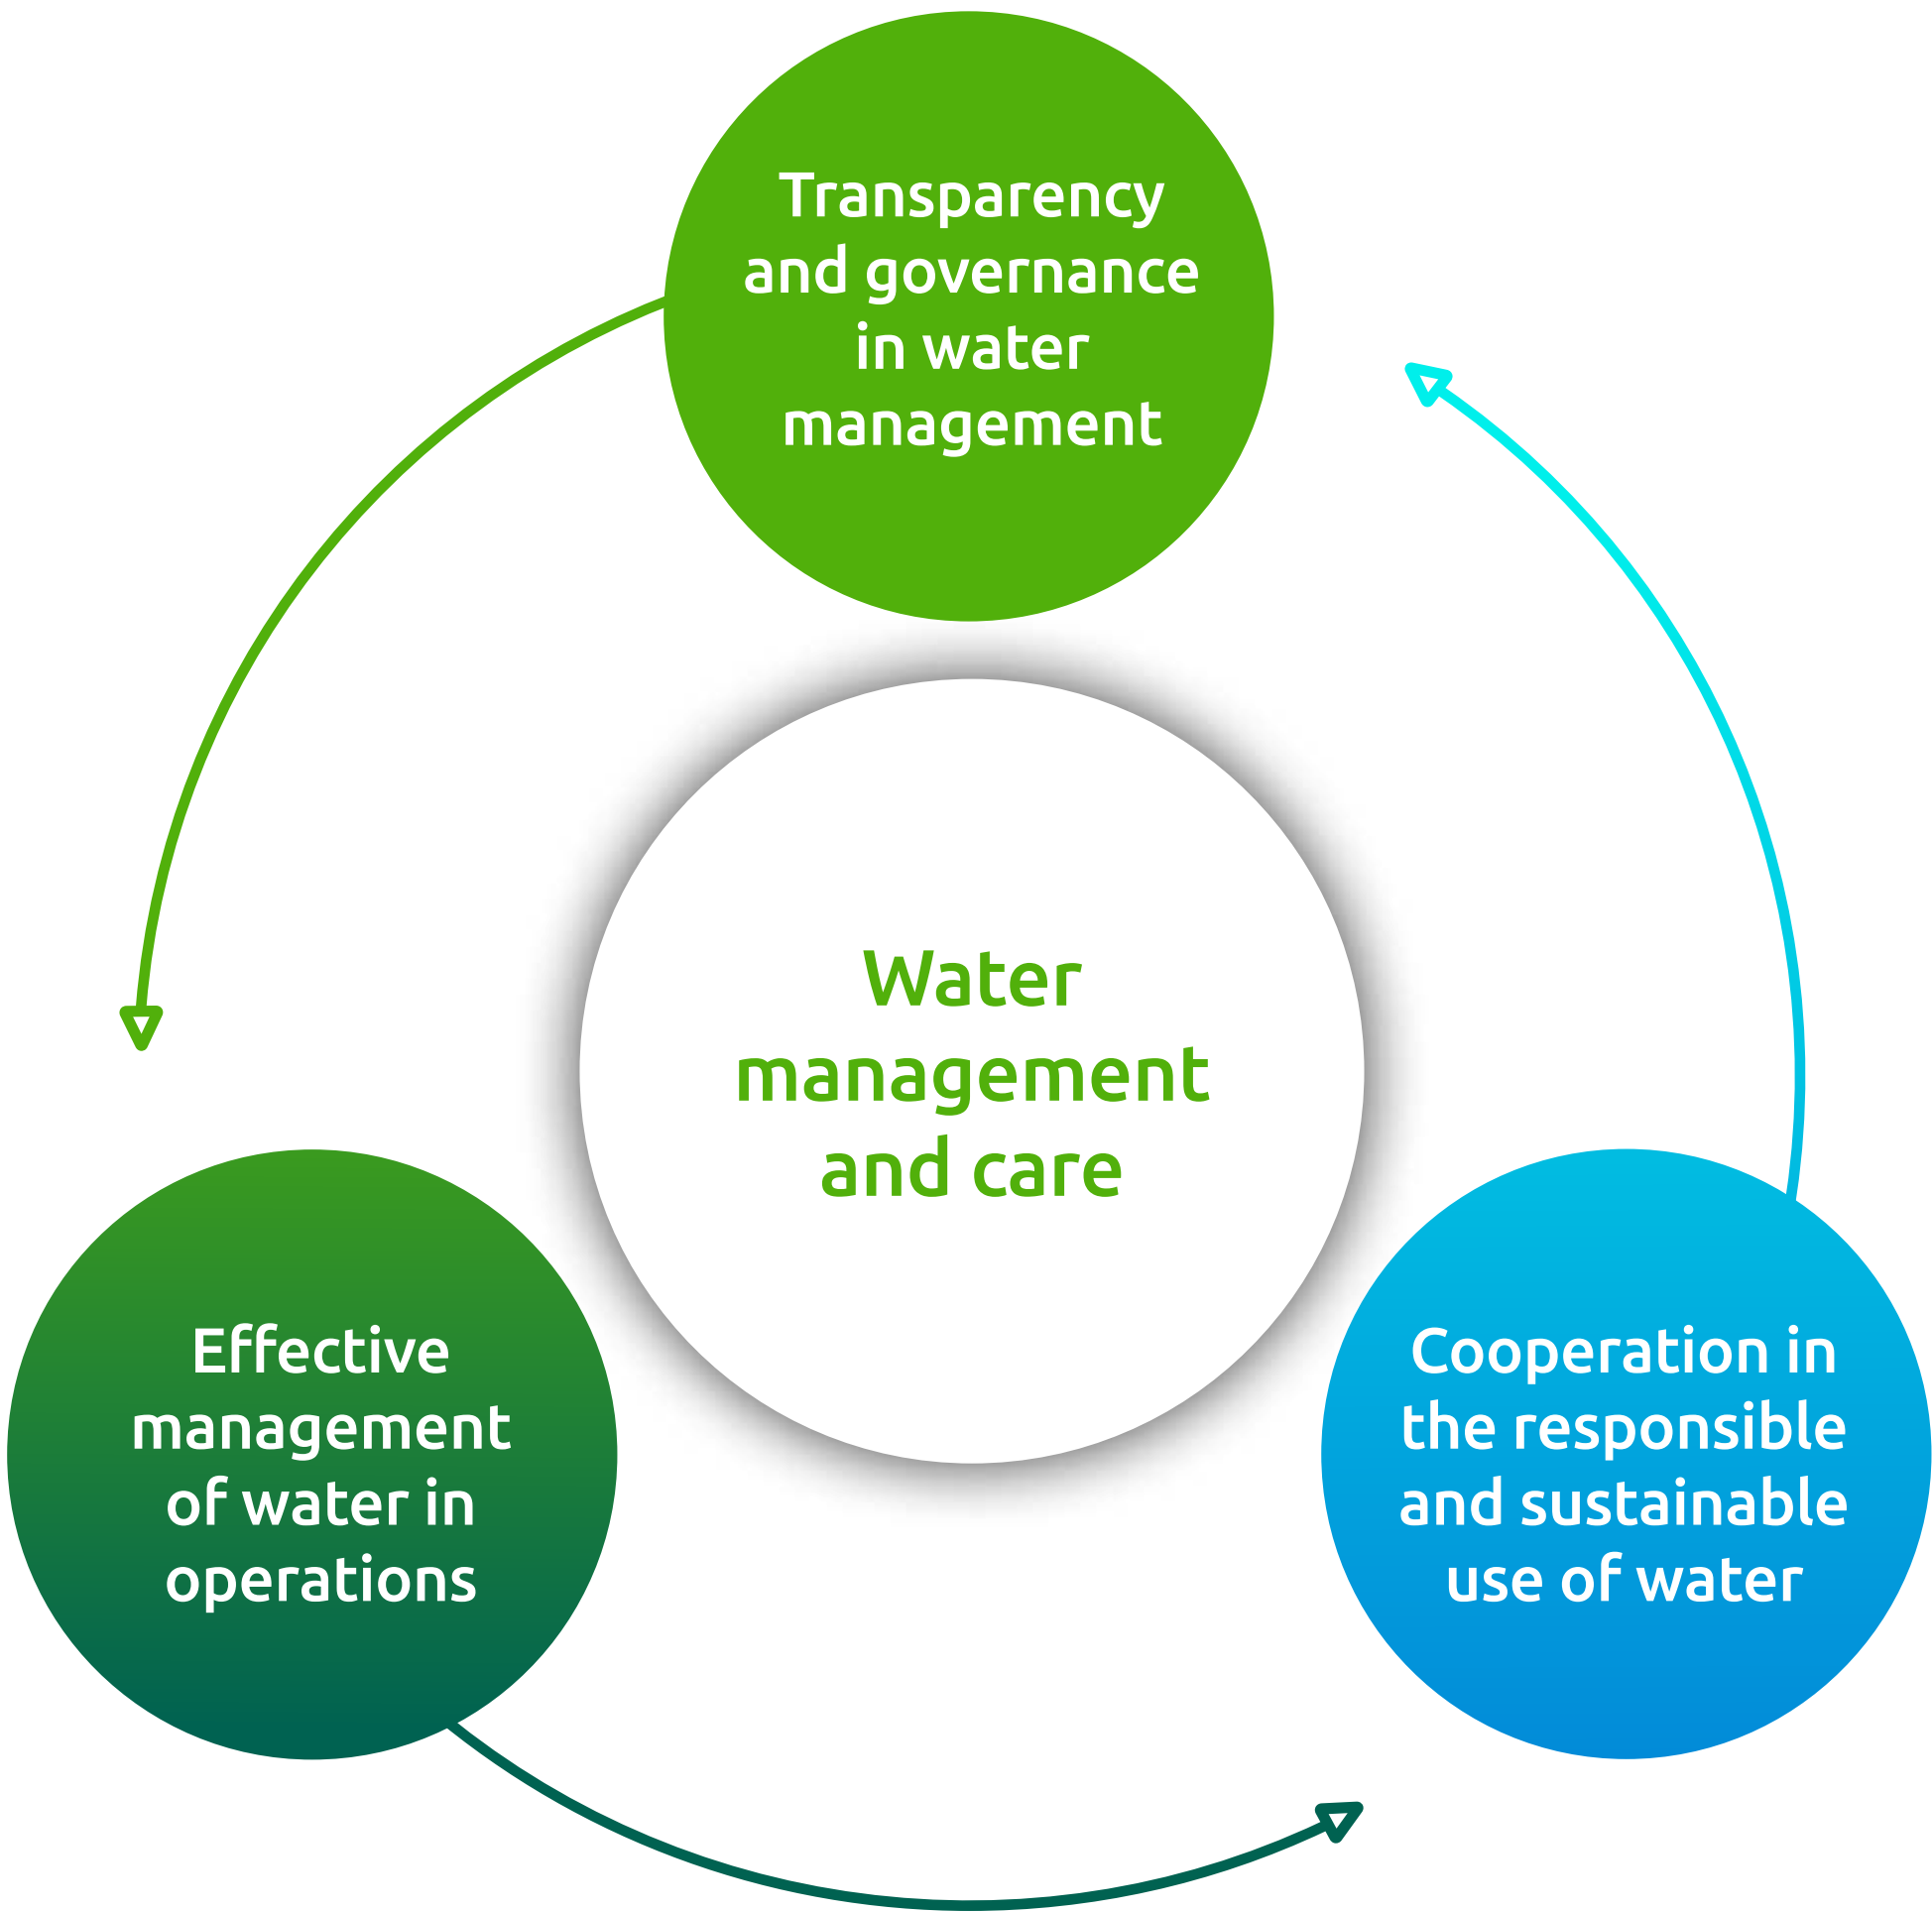 Transparency
and governance
in water
management
Water
management
and care
Effective
management
of water in
operations
Cooperation in
the responsible
and sustainable
use of water